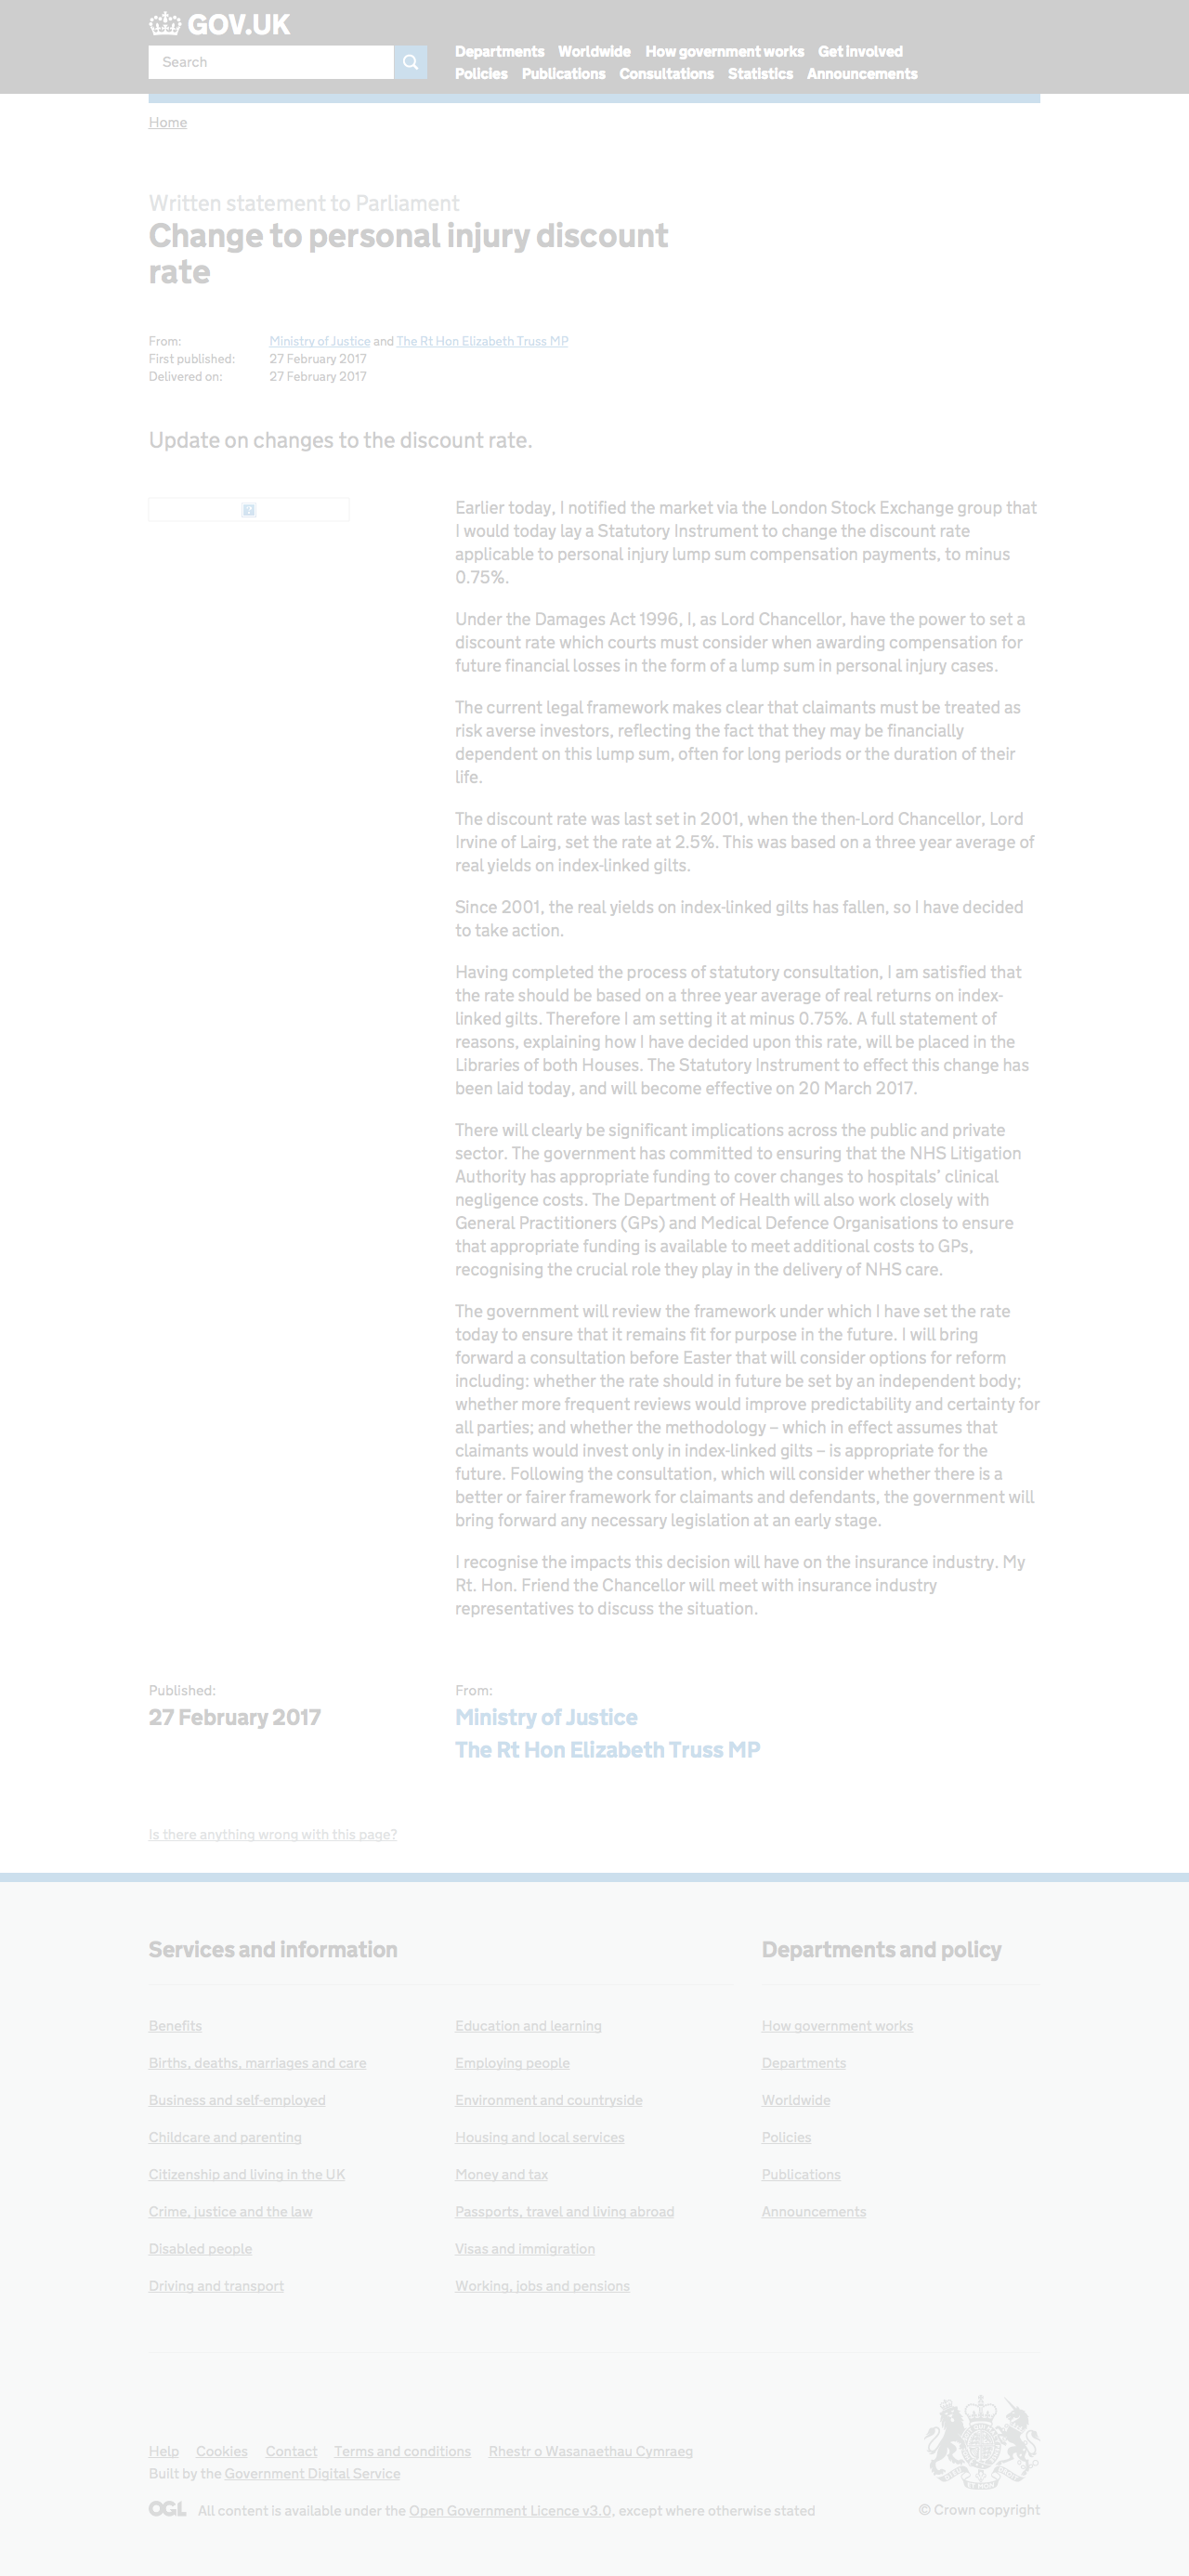 GOV.UK
Search
Departments Worldwide How government works Get involved
Policies Publications Consultations Statistics Announcements
Home
Written statement to Parliament
Change to personal injury discount
rate
From: Ministry of Justice and The Rt Hon Elizabeth Truss MP
First published: 27 February 2017
Delivered on: 27 February 2017
Update on changes to the discount rate.
Earlier today, I notified the market via the London Stock Exchange group that
I would today lay a Statutory Instrument to change the discount rate
applicable to personal injury lump sum compensation payments, to minus
0.75%.
Under the Damages Act 1996, I, as Lord Chancellor, have the power to set a
discount rate which courts must consider when awarding compensation for
future financial losses in the form of a lump sum in personal injury cases.
The current legal framework makes clear that claimants must be treated as
risk averse investors, reflecting the fact that they may be financially
dependent on this lump sum, often for long periods or the duration of their
life.
The discount rate was last set in 2001, when the then-Lord Chancellor, Lord
Irvine of Lairg, set the rate at 2.5%. This was based on a three year average of
real yields on index-linked gilts.
Since 2001, the real yields on index-linked gilts has fallen, so I have decided
to take action.
Having completed the process of statutory consultation, I am satisfied that
the rate should be based on a three year average of real returns on index-
linked gilts. Therefore I am setting it at minus 0.75%. A full statement of
reasons, explaining how I have decided upon this rate, will be placed in the
Libraries of both Houses. The Statutory Instrument to effect this change has
been laid today, and will become effective on 20 March 2017.
There will clearly be significant implications across the public and private
sector. The government has committed to ensuring that the NHS Litigation
Authority has appropriate funding to cover changes to hospitals' clinical
negligence costs. The Department of Health will also work closely with
General Practitioners (GPs) and Medical Defence Organisations to ensure
that appropriate funding is available to meet additional costs to GPs,
recognising the crucial role they play in the delivery of NHS care.
The government will review the framework under which I have set the rate
today to ensure that it remains fit for purpose in the future. I will bring
forward a consultation before Easter that will consider options for reform
including: whether the rate should in future be set by an independent body;
whether more frequent reviews would improve predictability and certainty for
all parties; and whether the methodology – which in effect assumes that
claimants would invest only in index-linked gilts – is appropriate for the
future. Following the consultation, which will consider whether there is a
better or fairer framework for claimants and defendants, the government will
bring forward any necessary legislation at an early stage.
I recognise the impacts this decision will have on the insurance industry. My
Rt. Hon. Friend the Chancellor will meet with insurance industry
representatives to discuss the situation.
Published: From:
27 February 2017 Ministry of Justice
The Rt Hon Elizabeth Truss MP
Is there anything wrong with this page?
Services and information Departments and policy
Benefits Education and learning How government works
Births, deaths, marriages and care Employing people Departments
Business and self-employed Environment and countryside Worldwide
Childcare and parenting Housing and local services Policies
Citizenship and living in the UK Money and tax Publications
Crime, justice and the law Passports, travel and living abroad Announcements
Disabled people Visas and immigration
Driving and transport Working, jobs and pensions
Help Cookies Contact Terms and conditions Rhestr o Wasanaethau Cymraeg
Built by the Government Digital Service
OGL All content is available under the Open Government Licence v3.0, except where otherwise stated
© Crown copyright